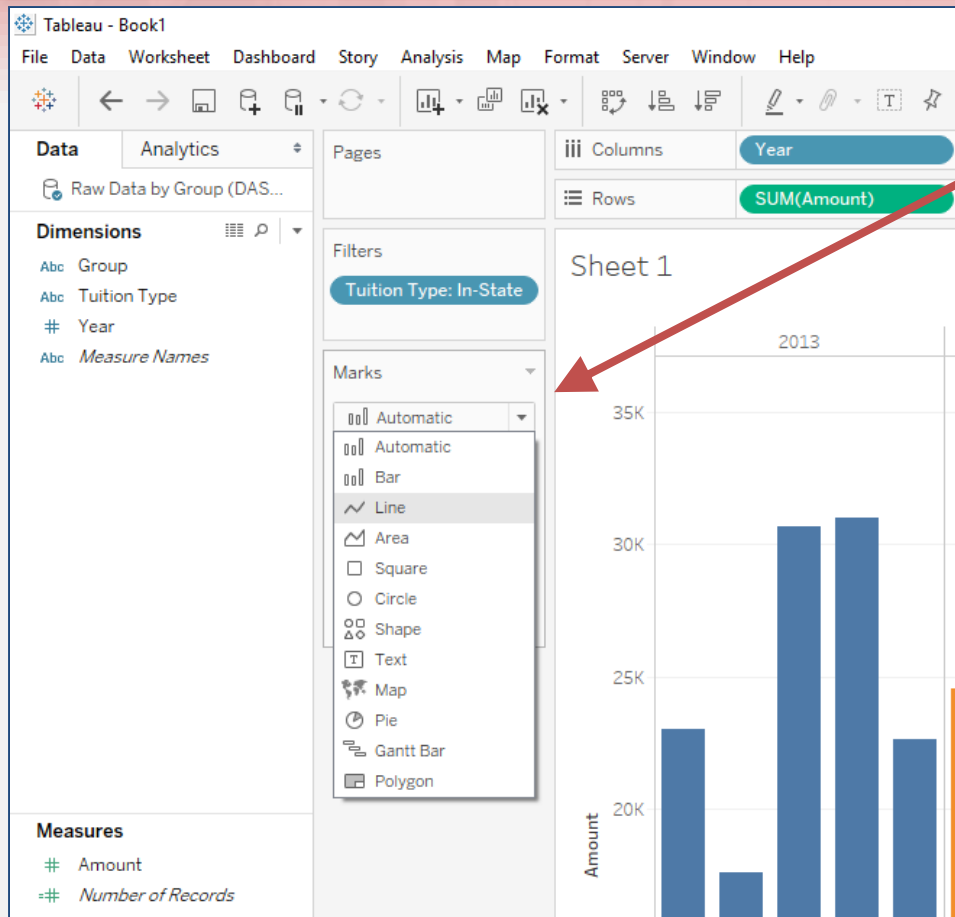 Tableau - Book1
File Data Worksheet Dashboard Story Analysis Map Format Server Window Help
T
Data Analytics
Raw Data by Group (DAS...
Dimensions
Abc Group
Abc Tuition Type
# Year
Abc Measure Names
Measures
# Amount
=# Number of Records
Pages
Filters
Tuition Type: In-State
Marks
Automatic
Automatic
Bar
Line
Area
Square
Circle
Shape
T Text
Map
Pie
Gantt Bar
Polygon
Columns Year
Rows SUM(Amount)
Sheet 1
2013
35K
30K
25K
20K
Amount